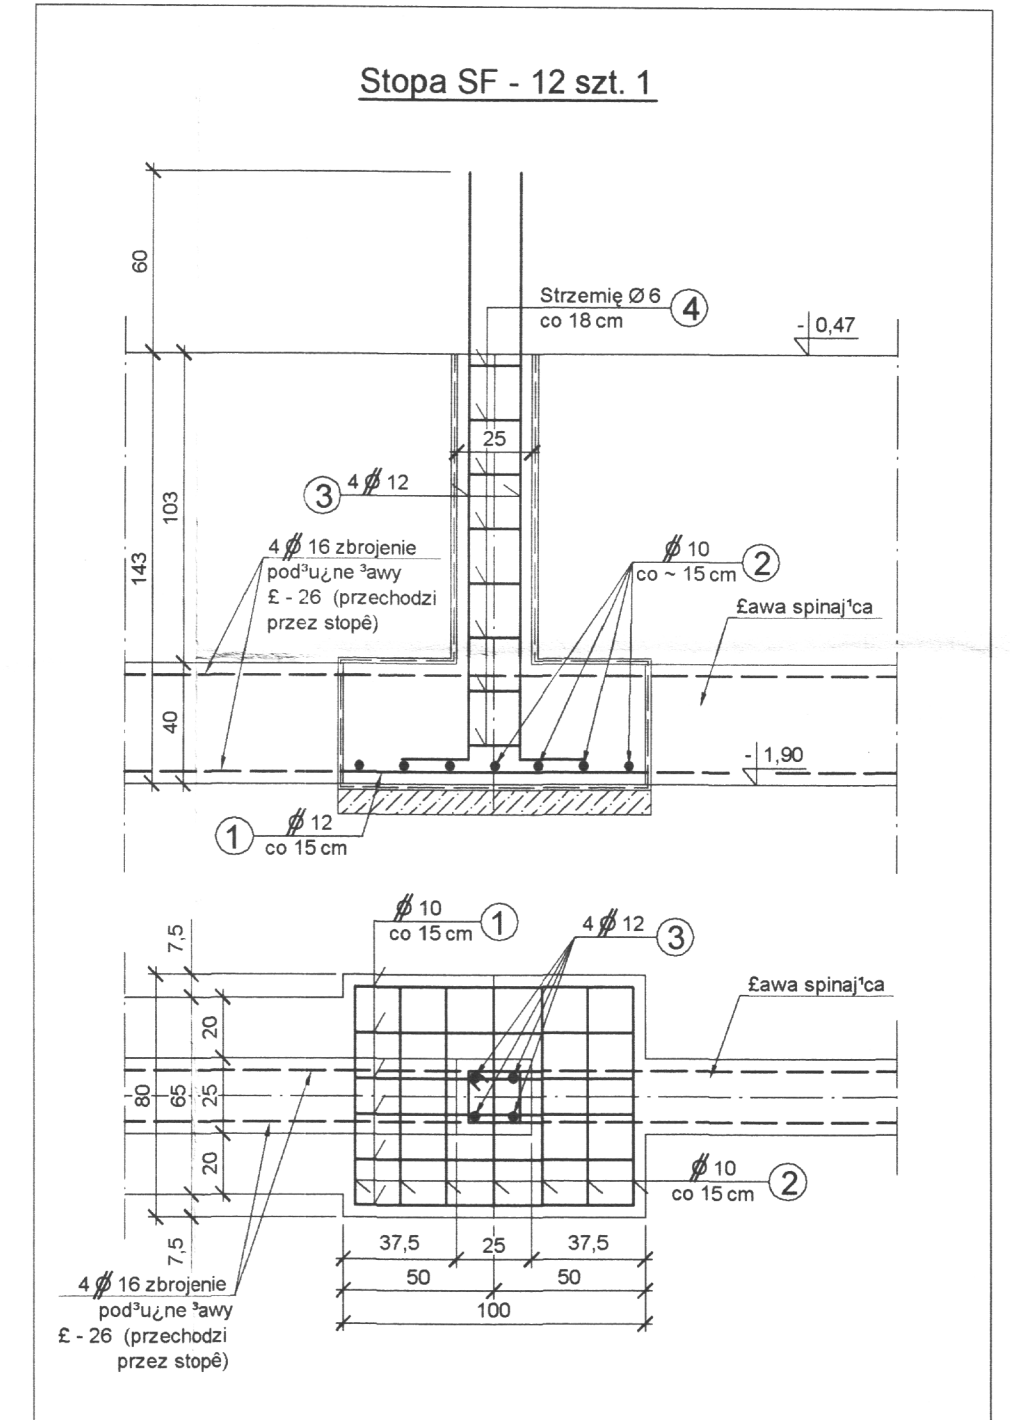 Stopa SF - 12 szt. 1
60
Strzemię Ø 6
co 18 cm
4
- 0,47
25
3
4 ⌀ 12
103
143
4 ⌀ 16 zbrojenie
pod³u¿ne ³awy
£ - 26 (przechodzi
przez stopê)
⌀ 10
co ~ 15 cm
2
£awa spinaj¹ca
40
- 1,90
1
⌀ 12
co 15 cm
⌀ 10
co 15 cm
1
4 ⌀ 12
3
7,5
£awa spinaj¹ca
20
80
65
25
20
⌀ 10
co 15 cm
2
7,5
37,5
25
37,5
50
50
100
4 ⌀ 16 zbrojenie
pod³u¿ne ³awy
£ - 26 (przechodzi
przez stopê)